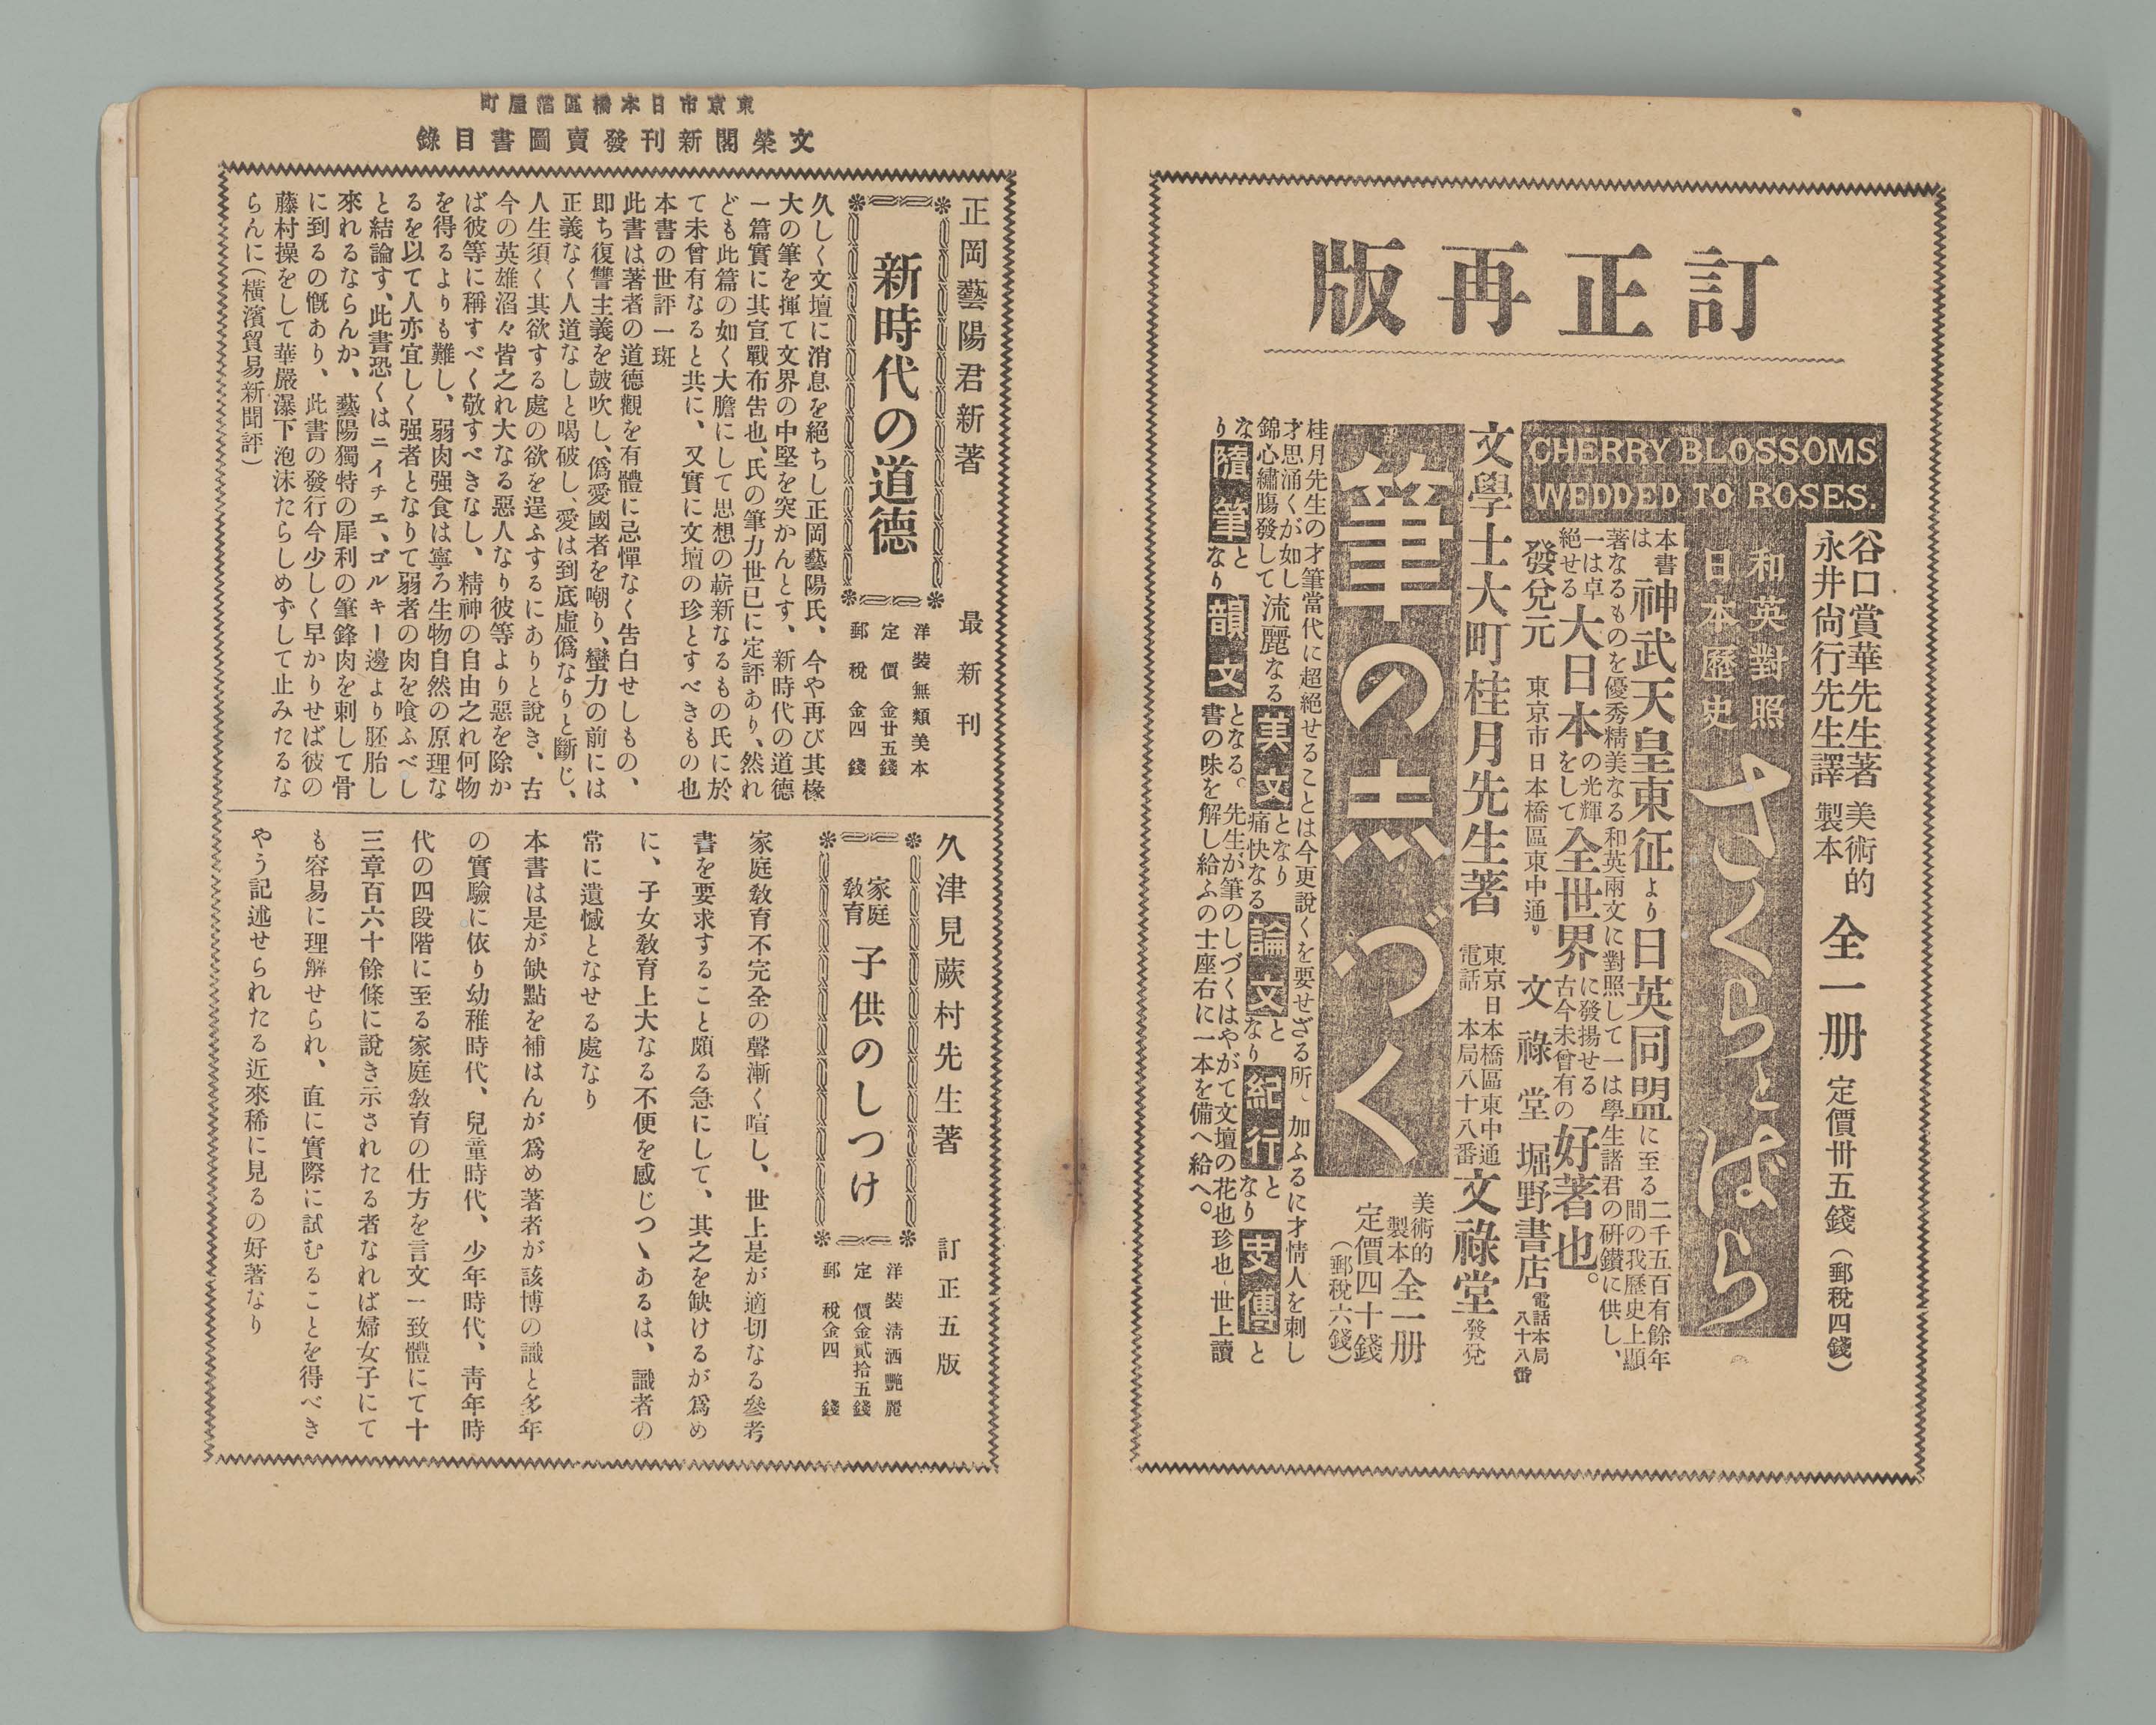 訂正再版
CHERRY BLOSSOMS
WEDDED TO ROSES.
谷口賞華先生著
永井尙行先生譯
美術的
製本
全一册
定價卅五錢（郵税四錢）
和英對照
日本歷史
さくらとばら
本書は神武天皇東征より日英同盟に至る二千五百有餘年間の我歷史上顯著なるものを優秀精美なる和英兩文に對照して一は學生諸君の研鑚に供し、一は卓絶せる大日本の光輝をして全世界に發揚せる古今未曾有の好著也。
發兌元
東京市日本橋區東中通り
文祿堂
堀野書店
電話本局
八十八番
文學士大町桂月先生著
東京日本橋區東中通
電話本局八十八番
文祿堂發兌
筆のしづく
美術的
製本
全二册
定價四十錢
（郵税六錢）
桂月先生の才筆當代に超絶せることは今更說くを要せざる所、加ふるに才情人を刺し
才思涌くが如し流麗なる美文となり
錦心繡膓發して痛快なる論文となり紀行となり史傳と
なり隨筆となり韻文となる。先生が筆のしづくはやがて文壇の花也珍也、世上讀
書の味を解し給ふの士座右に一本を備へ給へ。
東京市日本橋區箔屋町
文榮閣新刊發賣圖書目錄
正岡藝陽君新著
最新刊
新時代の道德
洋裝無類美本
定價金廿五錢
郵税金四錢
久しく文壇に消息を絶ちし正岡藝陽氏、今や再び其椽
大の筆を揮て文界の中堅を突かんとす、新時代の道德
一篇實に其宣戰布吿也、氏の筆力世已に定評あり、然れ
ども此篇の如く大膽にして思想の嶄新なるもの氏に於
て未曾有なると共に、又實に文壇の珍とすべきもの也
本書の世評一斑
此書は著者の道德觀を有體に忌憚なく吿白せしもの、
即ち復讐主義を鼓吹し、僞愛國者を嘲り、蠻力の前には
正義なく人道なしと喝破し、愛は到底虛僞なりと斷じ、
人生須く其欲する處の欲を逞ふするにありと說き、古
今の英雄滔々皆之れ大なる惡人なり彼等より惡を除か
ば彼等に稱すべく敬すべきなし、精神の自由之れ何物
を得るよりも難し、弱肉强食は寧ろ生物自然の原理な
るを以て人亦宜しく强者となりて弱者の肉を喰ふべし
と結論す、此書恐くはニイチエ、ゴルキー邊より胚胎し
來れるならんか、藝陽獨特の犀利の筆鋒肉を刺して骨
に到るの慨あり、此書の發行今少しく早かりせば彼の
藤村操をして華嚴瀑下泡沫たらしめずして止みたるな
らんに（橫濱貿易新聞評）
久津見蕨村先生著
訂正五版
家庭
敎育
子供のしつけ
洋裝淸洒艷麗
定價金貳拾五錢
郵税金四錢
家庭敎育不完全の聲漸く喧し、世上是が適切なる參考
書を要求すること頗る急にして、其之を缺けるが爲め
に、子女敎育上大なる不便を感じつゝあるは、識者の
常に遺憾となせる處なり
本書は是が缺點を補はんが爲め著者が該博の識と多年
の實驗に依り幼稚時代、兒童時代、少年時代、靑年時
代の四段階に至る家庭敎育の仕方を言文一致體にて十
三章百六十餘條に說き示されたる者なれば婦女子にて
も容易に理解せられ、直に實際に試むることを得べき
やう記述せられたる近來稀に見るの好著なり